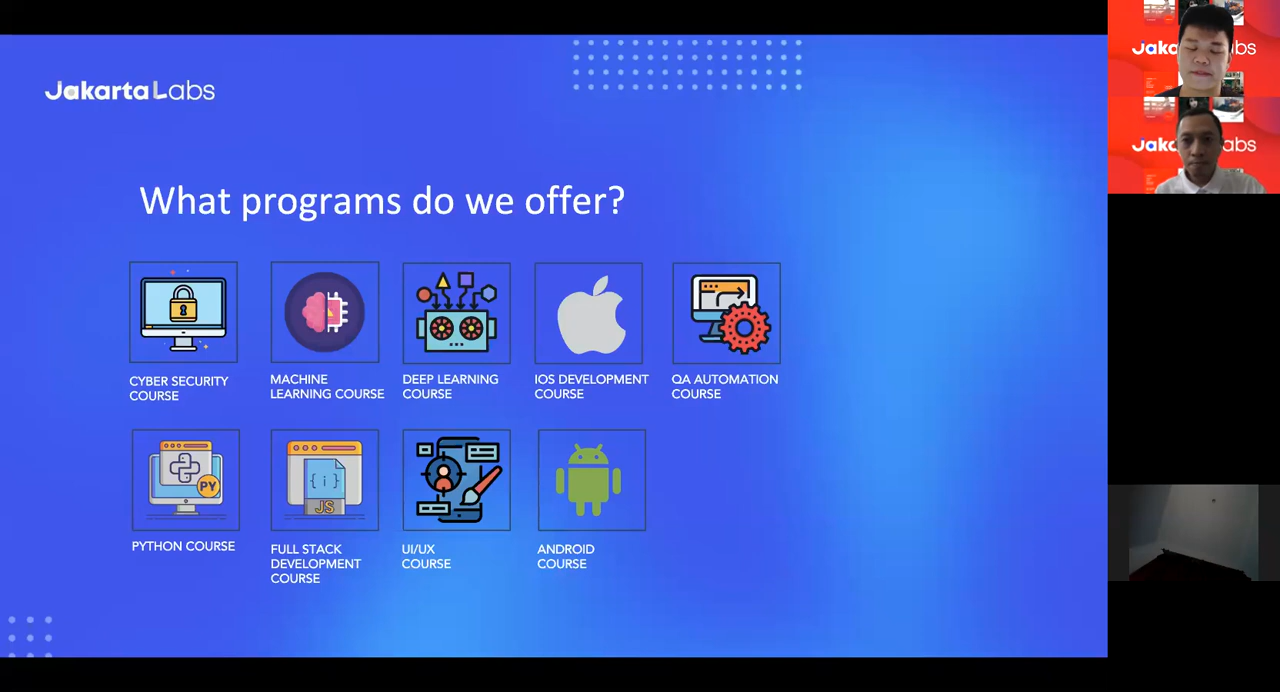 JakartaLabs
What programs do we offer?
CYBER SECURITY
COURSE
MACHINE
LEARNING COURSE
DEEP LEARNING
COURSE
IOS DEVELOPMENT
COURSE
QA AUTOMATION
COURSE
PY
PYTHON COURSE
{i}
JS
FULL STACK
DEVELOPMENT
COURSE
UI/UX
COURSE
ANDROID
COURSE